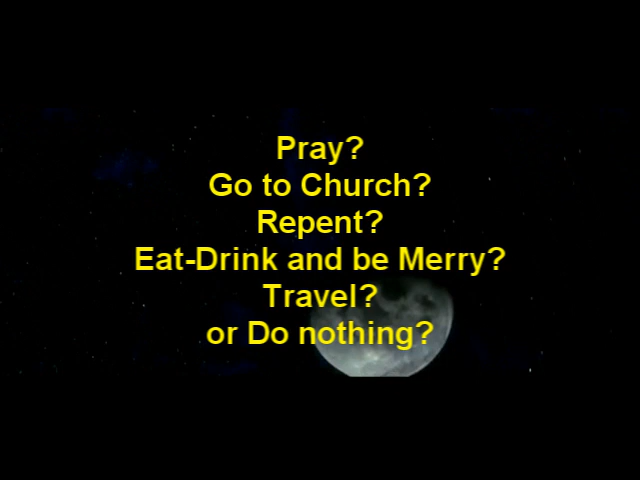 Pray?
Go to Church?
Repent?
Eat-Drink and be Merry?
Travel?
or Do nothing?